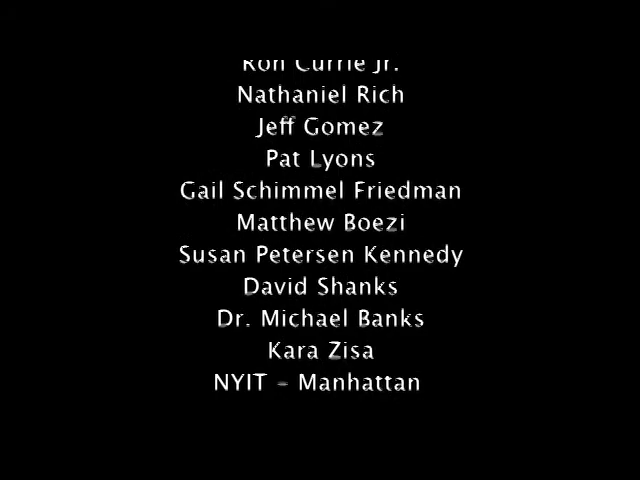 Ron Currie Jr.
Nathaniel Rich
Jeff Gomez
Pat Lyons
Gail Schimmel Friedman
Matthew Boezi
Susan Petersen Kennedy
David Shanks
Dr. Michael Banks
Kara Zisa
NYIT – Manhattan